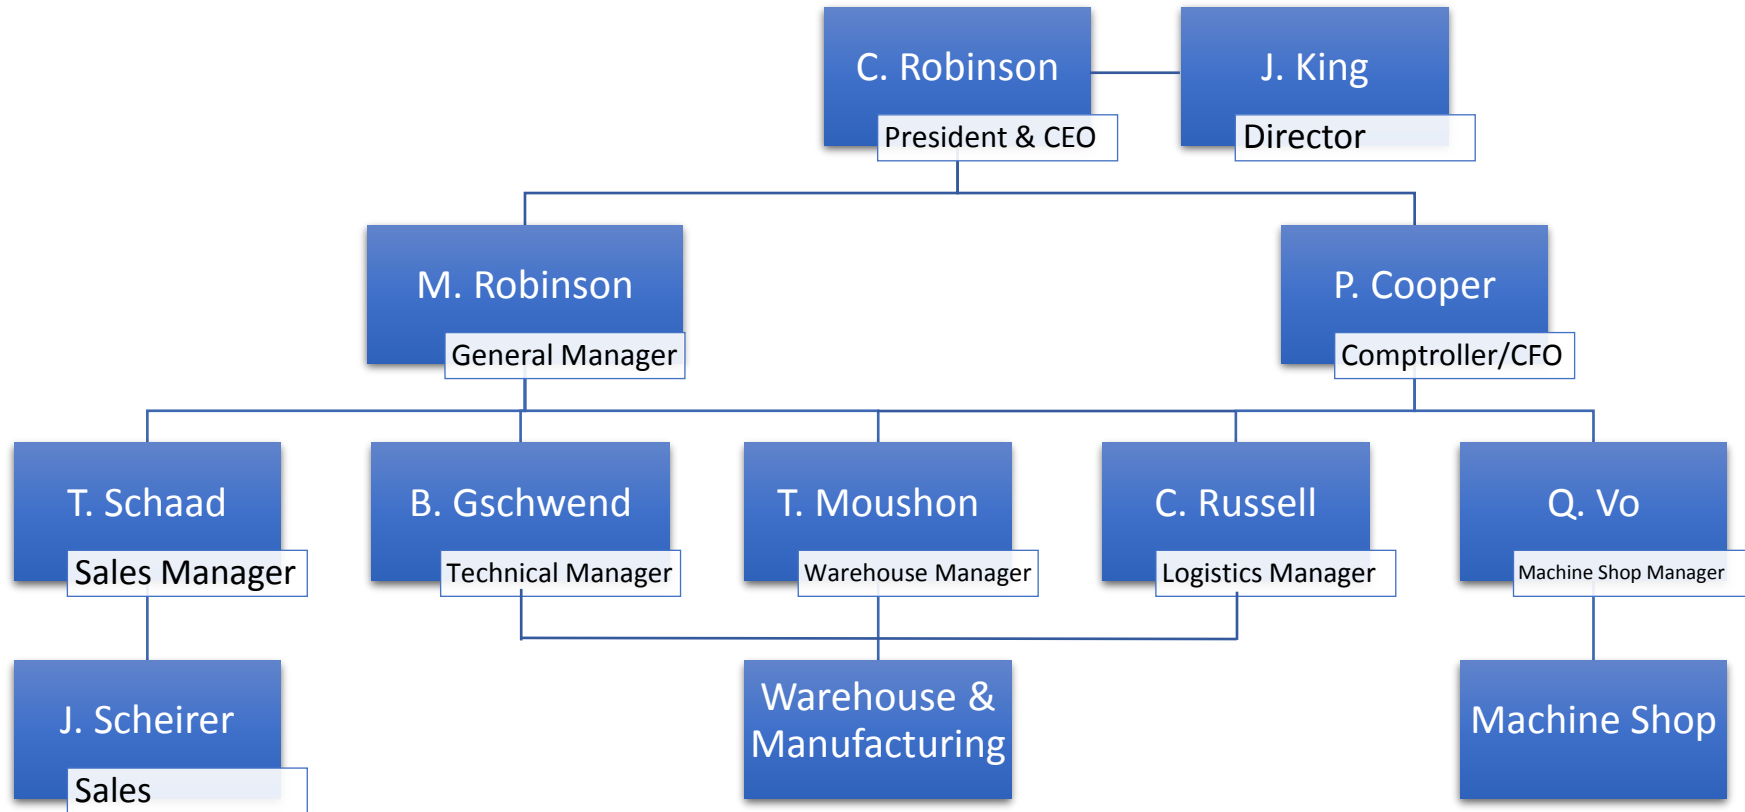 C. Robinson
President & CEO
J. King
Director
M. Robinson
General Manager
P. Cooper
Comptroller/CFO
T. Schaad
Sales Manager
B. Gschwend
Technical Manager
T. Moushon
Warehouse Manager
C. Russell
Logistics Manager
Q. Vo
Machine Shop Manager
J. Scheirer
Sales
Warehouse &
Manufacturing
Machine Shop